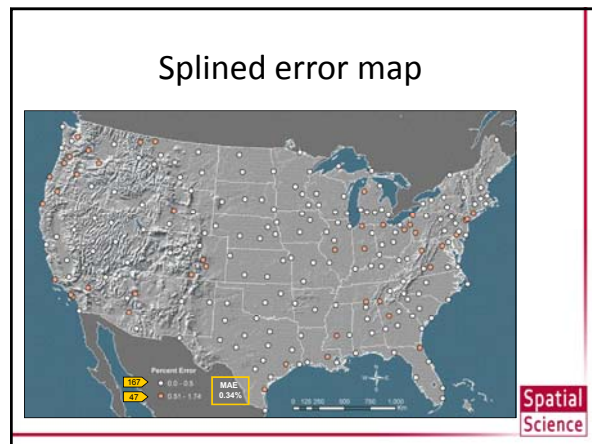 Splined error map
Percent Error
167 0.0 - 0.5
47 0.51 - 1.74
MAE
0.34%
N
W E
S
0 125 250 500 750 1,000
Km
Spatial
Science